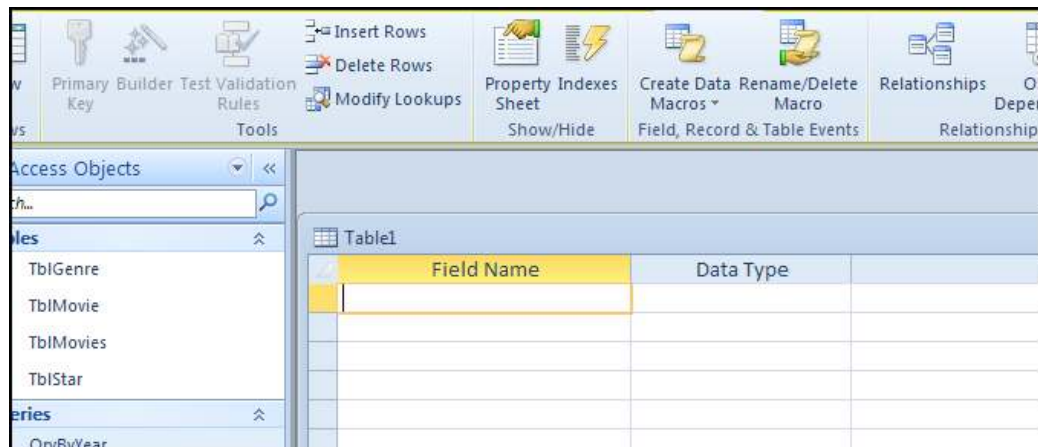 Insert Rows
Delete Rows
Modify Lookups
Primary Key
Builder
Test Validation Rules
Property Sheet
Indexes
Create Data Macros
Rename/Delete Macro
Relationships
Tools
Show/Hide
Field, Record & Table Events
Access Objects
Table1
Field Name Data Type
TblGenre
TblMovie
TblMovies
TblStar
QryByYear